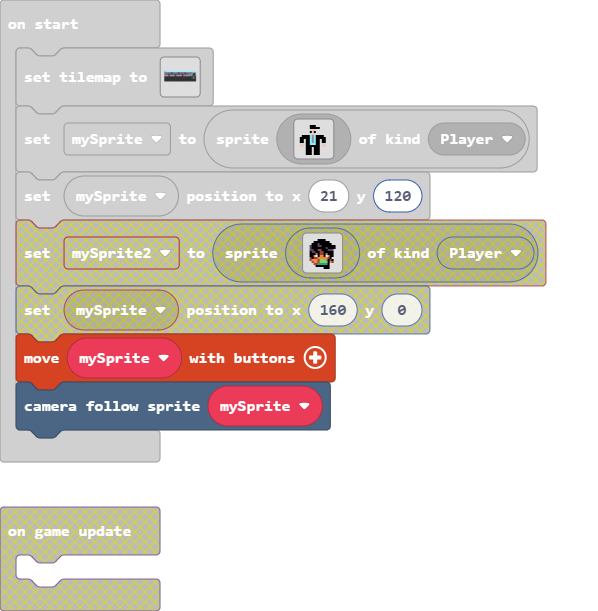 on start
set tilemap to
set mySprite to sprite of kind Player
set mySprite position to x 21 y 120
set mySprite2 to sprite of kind Player
set mySprite position to x 160 y 0
move mySprite with buttons
camera follow sprite mySprite
on game update